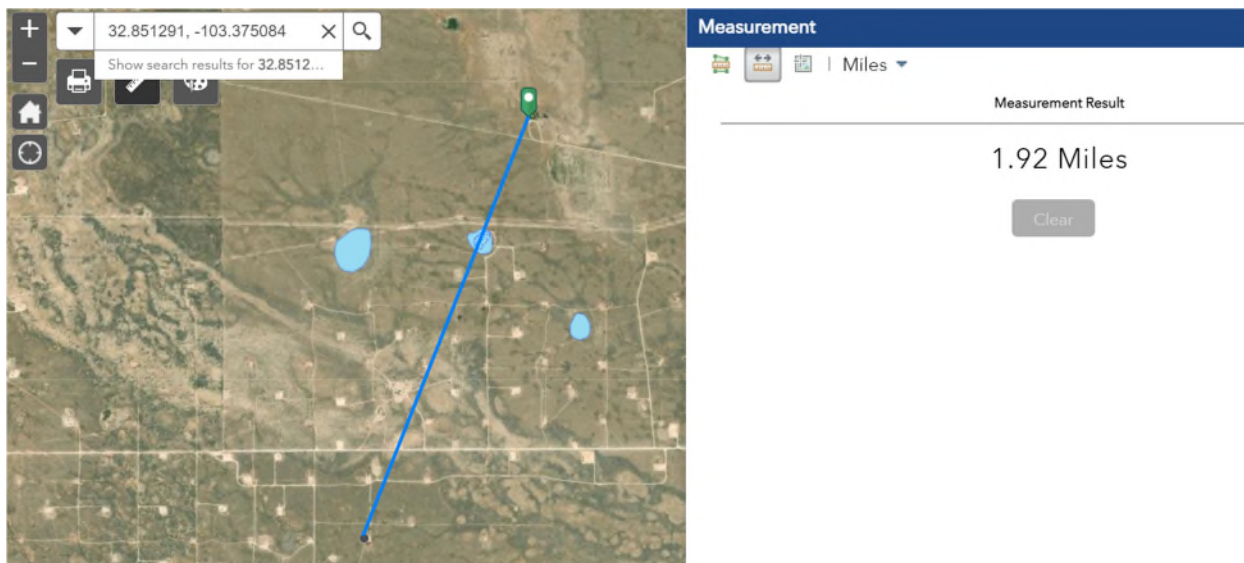 +
32.851291, -103.375084
−
Show search results for 32.8512...
Measurement
Miles
Measurement Result
1.92 Miles
Clear